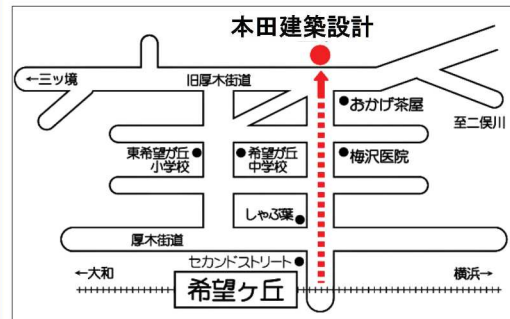 本田建築設計
←三ッ境
旧厚木街道
おかげ茶屋
至二俣川
東希望が丘
小学校
希望が丘
中学校
梅沢医院
しゃぶ葉
厚木街道
セカンドストリート
←大和
希望ヶ丘
横浜→